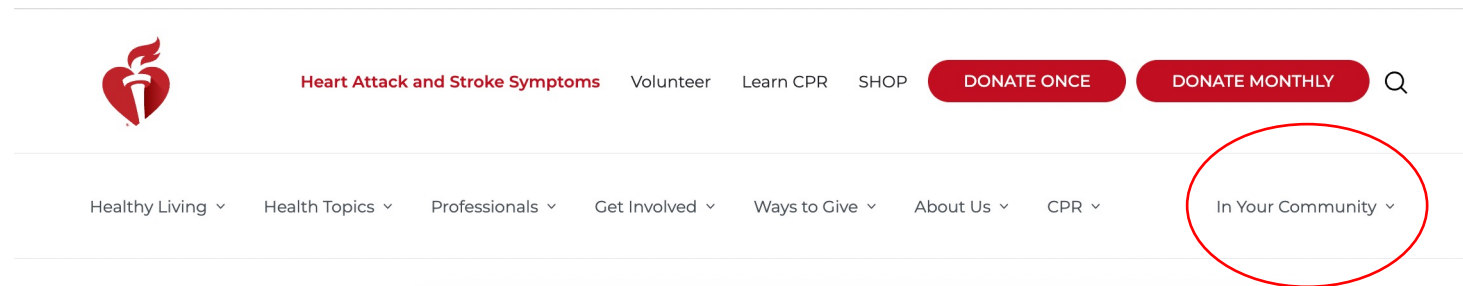 Heart Attack and Stroke Symptoms Volunteer Learn CPR SHOP DONATE ONCE DONATE MONTHLY
Healthy Living Health Topics Professionals Get Involved Ways to Give About Us CPR In Your Community